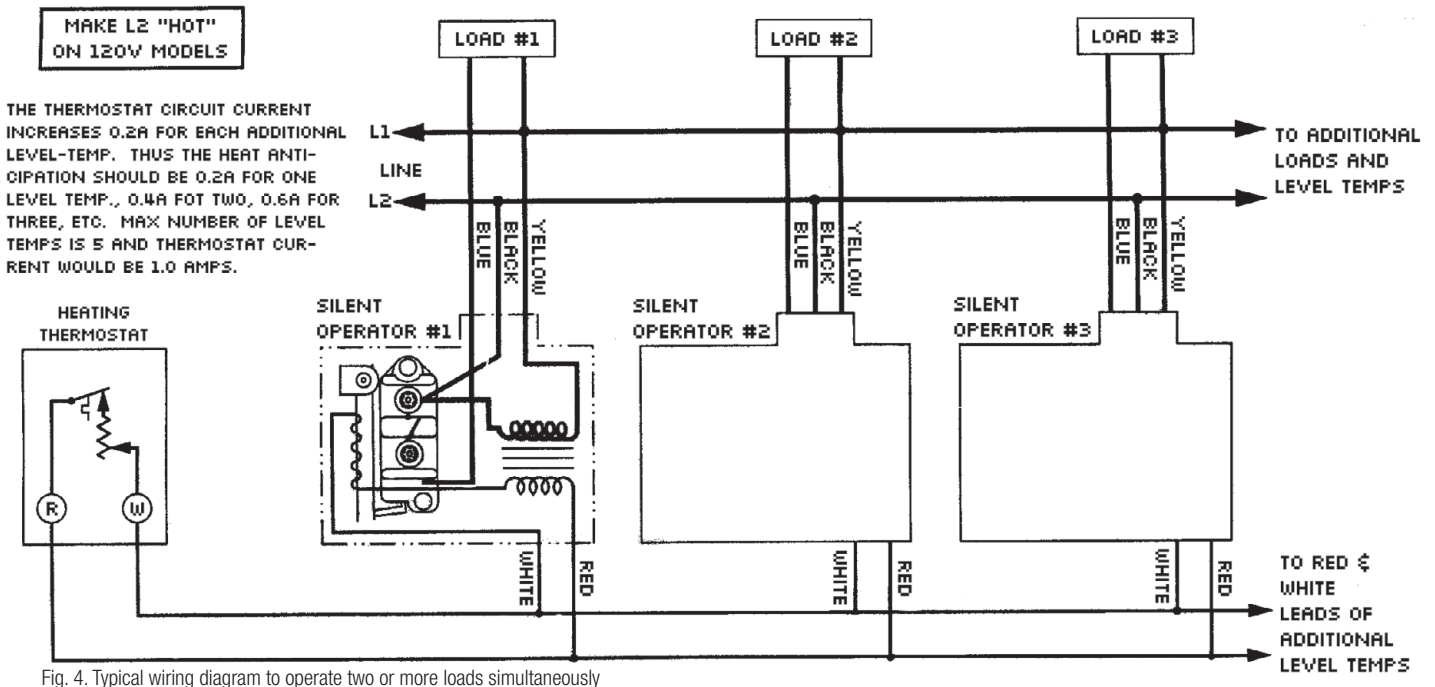 MAKE L2 "HOT"
ON 120V MODELS
LOAD #1
LOAD #2
LOAD #3
THE THERMOSTAT CIRCUIT CURRENT
INCREASES 0.2A FOR EACH ADDITIONAL
LEVEL-TEMP. THUS THE HEAT ANTI-
CIPATION SHOULD BE 0.2A FOR ONE
LEVEL TEMP., 0.4A FOT TWO, 0.6A FOR
THREE, ETC. MAX NUMBER OF LEVEL
TEMPS IS 5 AND THERMOSTAT CUR-
RENT WOULD BE 1.0 AMPS.
L1
LINE
L2
TO ADDITIONAL
LOADS AND
LEVEL TEMPS
BLUE
BLACK
YELLOW
BLUE
BLACK
YELLOW
BLUE
BLACK
YELLOW
HEATING
THERMOSTAT
SILENT
OPERATOR #1
SILENT
OPERATOR #2
SILENT
OPERATOR #3
R
W
WHITE
RED
WHITE
RED
WHITE
RED
TO RED &
WHITE
LEADS OF
ADDITIONAL
LEVEL TEMPS
Fig. 4. Typical wiring diagram to operate two or more loads simultaneously